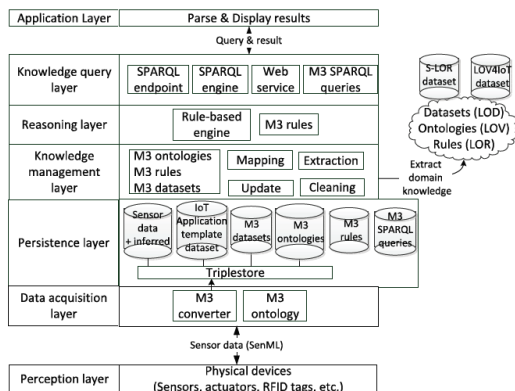 Application Layer
Parse & Display results
Query & result
Knowledge query
layer
SPARQL
endpoint
SPARQL
engine
Web
service
M3 SPARQL
queries
S-LOR
dataset
LOV4IoT
dataset
Datasets (LOD)
Ontologies (LOV)
Rules (LOR)
Reasoning layer
Rule-based
engine
M3 rules
Knowledge
management
layer
M3 ontologies
M3 rules
M3 datasets
Mapping
Extraction
Update
Cleaning
Extract
domain
knowledge
Persistence layer
Sensor
data
+ inferred
IoT
Application
template
dataset
M3
datasets
M3
ontologies
M3
rules
M3
SPARQL
queries
Triplestore
Data acquisition
layer
M3
converter
M3
ontology
Sensor data (SenML)
Perception layer
Physical devices
(Sensors, actuators, RFID tags, etc.)